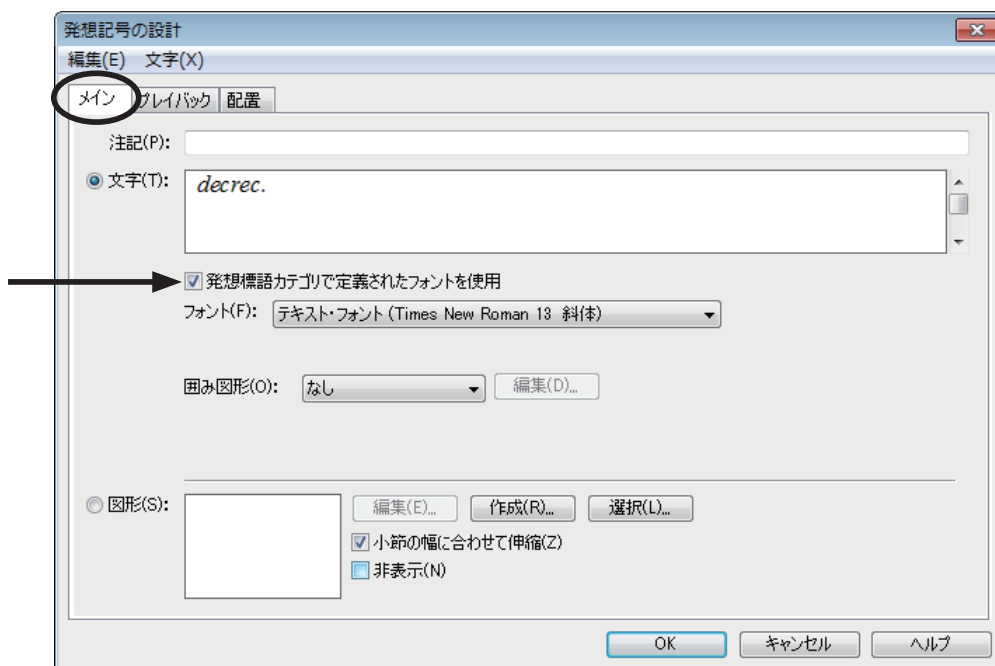 発想記号の設計
編集(E) 文字(X)
メイン プレイバック 配置
注記(P):
文字(T): decrec.
発想標語カテゴリで定義されたフォントを使用
フォント(F): テキスト・フォント (Times New Roman 13 斜体)
囲み図形(O): なし 編集(D)...
図形(S): 編集(E)... 作成(R)... 選択(L)...
小節の幅に合わせて伸縮(Z)
非表示(N)
OK キャンセル ヘルプ